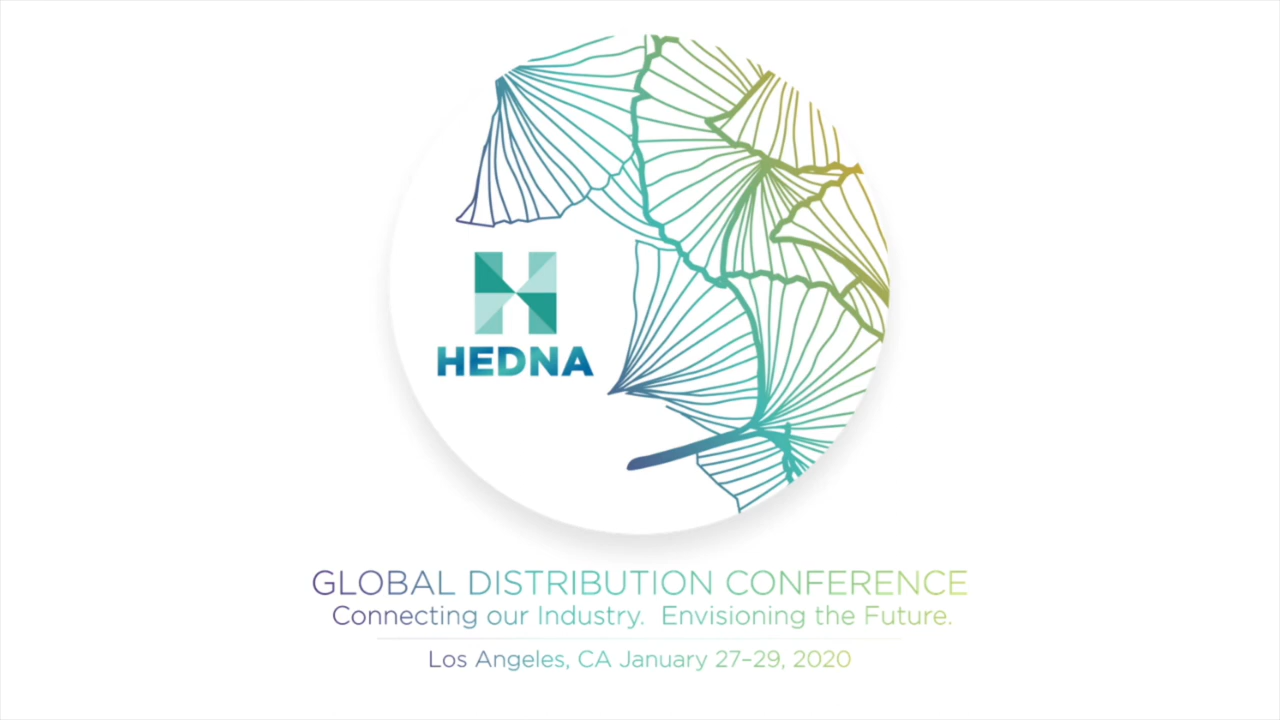 HEDNA
GLOBAL DISTRIBUTION CONFERENCE
Connecting our Industry. Envisioning the Future.
Los Angeles, CA January 27–29, 2020